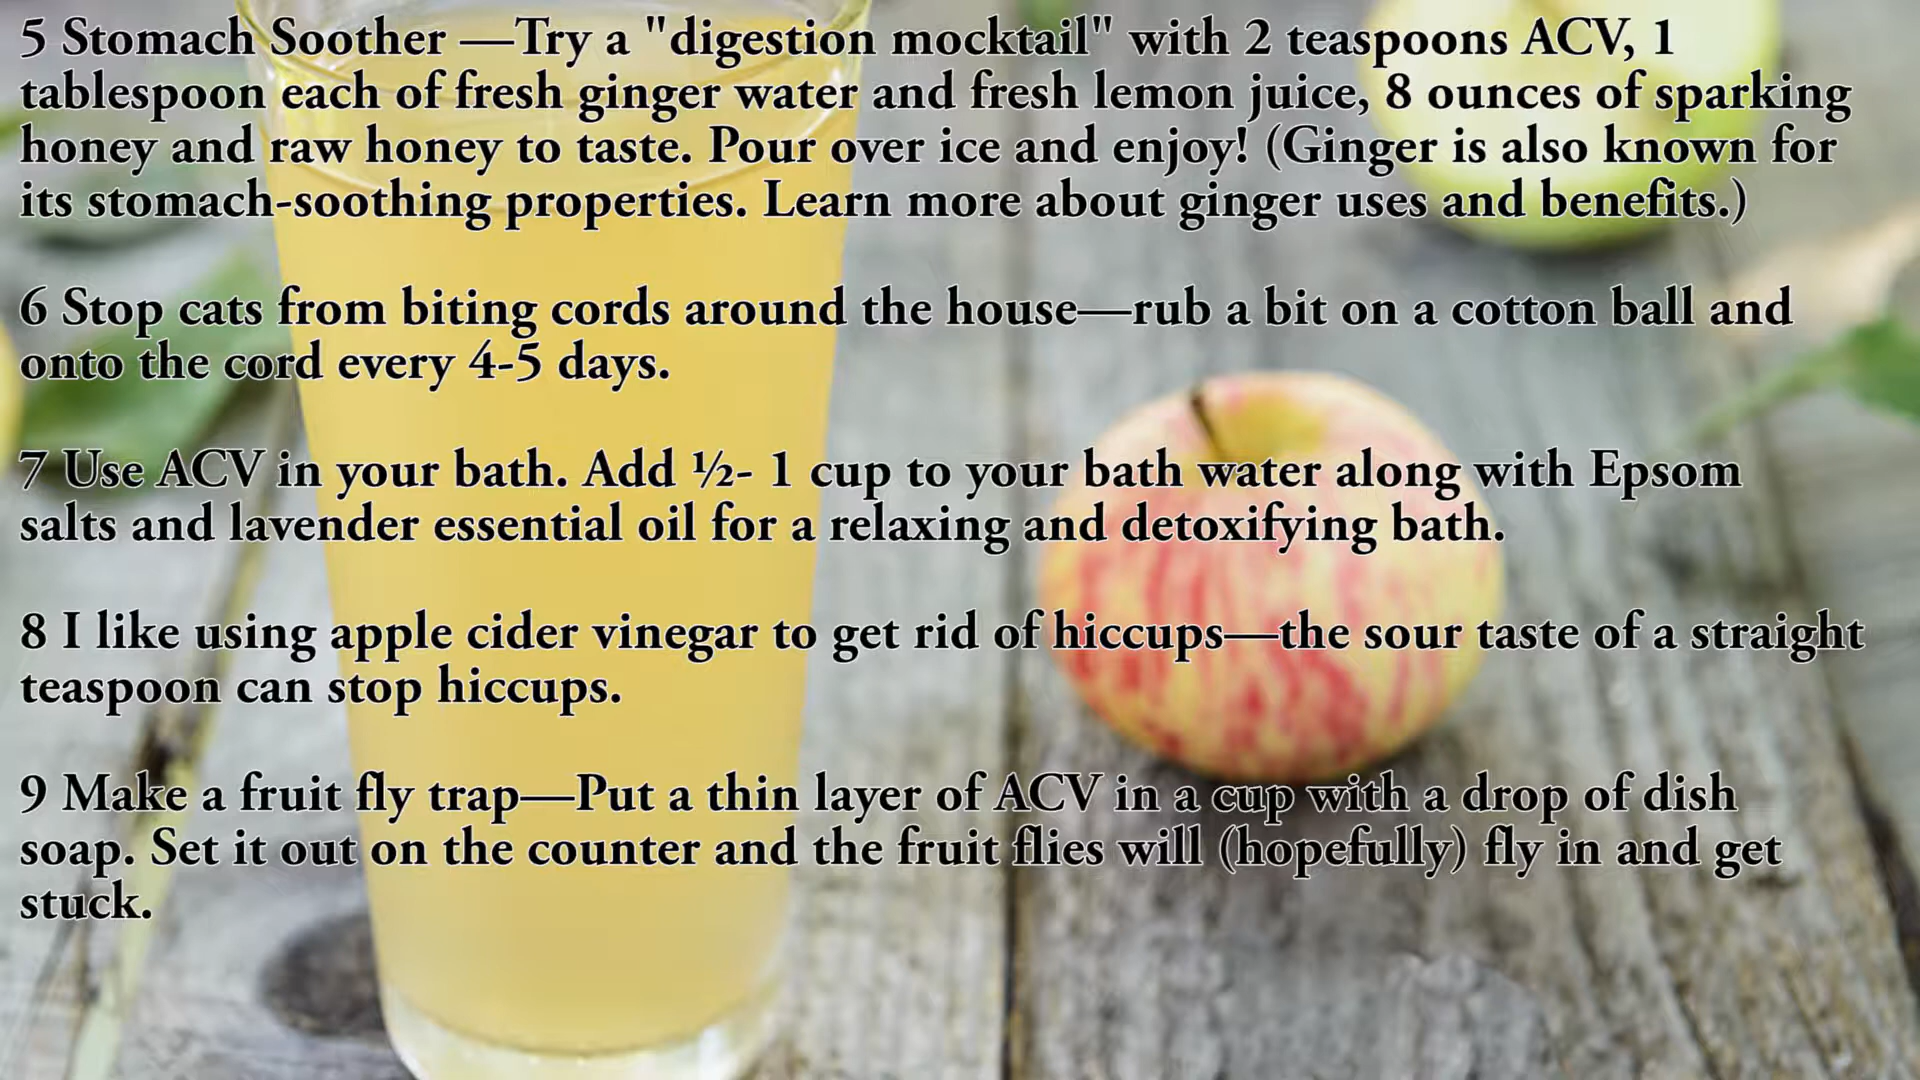 5 Stomach Soother —Try a "digestion mocktail" with 2 teaspoons ACV, 1
tablespoon each of fresh ginger water and fresh lemon juice, 8 ounces of sparking
honey and raw honey to taste. Pour over ice and enjoy! (Ginger is also known for
its stomach-soothing properties. Learn more about ginger uses and benefits.)
6 Stop cats from biting cords around the house—rub a bit on a cotton ball and
onto the cord every 4-5 days.
7 Use ACV in your bath. Add ½- 1 cup to your bath water along with Epsom
salts and lavender essential oil for a relaxing and detoxifying bath.
8 I like using apple cider vinegar to get rid of hiccups—the sour taste of a straight
teaspoon can stop hiccups.
9 Make a fruit fly trap—Put a thin layer of ACV in a cup with a drop of dish
soap. Set it out on the counter and the fruit flies will (hopefully) fly in and get
stuck.